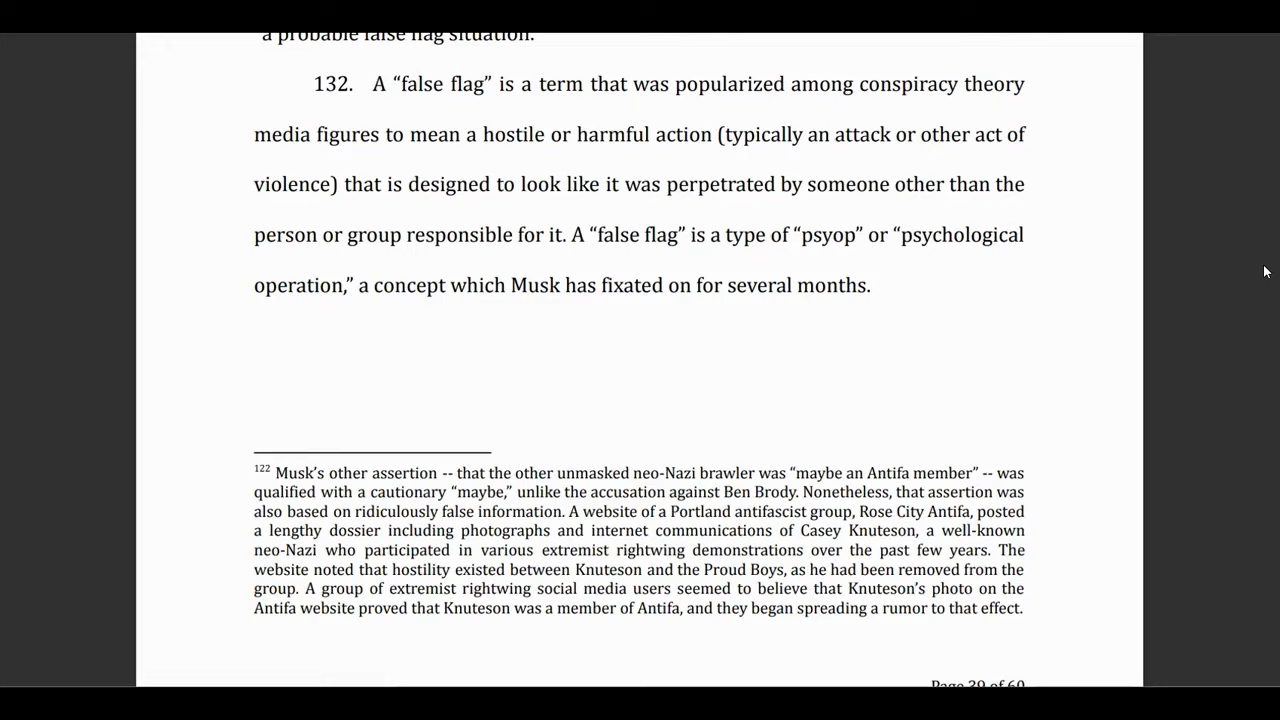 a probable false flag situation.
132. A “false flag” is a term that was popularized among conspiracy theory
media figures to mean a hostile or harmful action (typically an attack or other act of
violence) that is designed to look like it was perpetrated by someone other than the
person or group responsible for it. A “false flag” is a type of “psyop” or “psychological
operation,” a concept which Musk has fixated on for several months.
122 Musk’s other assertion -- that the other unmasked neo-Nazi brawler was “maybe an Antifa member” -- was
qualified with a cautionary “maybe,” unlike the accusation against Ben Brody. Nonetheless, that assertion was
also based on ridiculously false information. A website of a Portland antifascist group, Rose City Antifa, posted
a lengthy dossier including photographs and internet communications of Casey Knuteson, a well-known
neo-Nazi who participated in various extremist rightwing demonstrations over the past few years. The
website noted that hostility existed between Knuteson and the Proud Boys, as he had been removed from the
group. A group of extremist rightwing social media users seemed to believe that Knuteson’s photo on the
Antifa website proved that Knuteson was a member of Antifa, and they began spreading a rumor to that effect.
Page 39 of 60